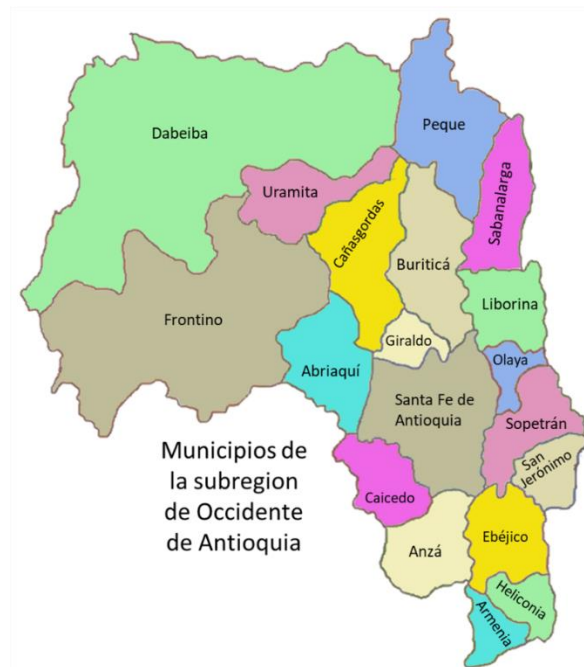 Dabeiba
Peque
Sabanalarga
Uramita
Cañasgordas
Buriticá
Liborina
Frontino
Giraldo
Olaya
Abriaquí
Santa Fe de
Antioquia
Sopetrán
San
Jerónimo
Municipios de
la subregion
de Occidente
de Antioquia
Caicedo
Anzá
Ebéjico
Heliconia
Armenia